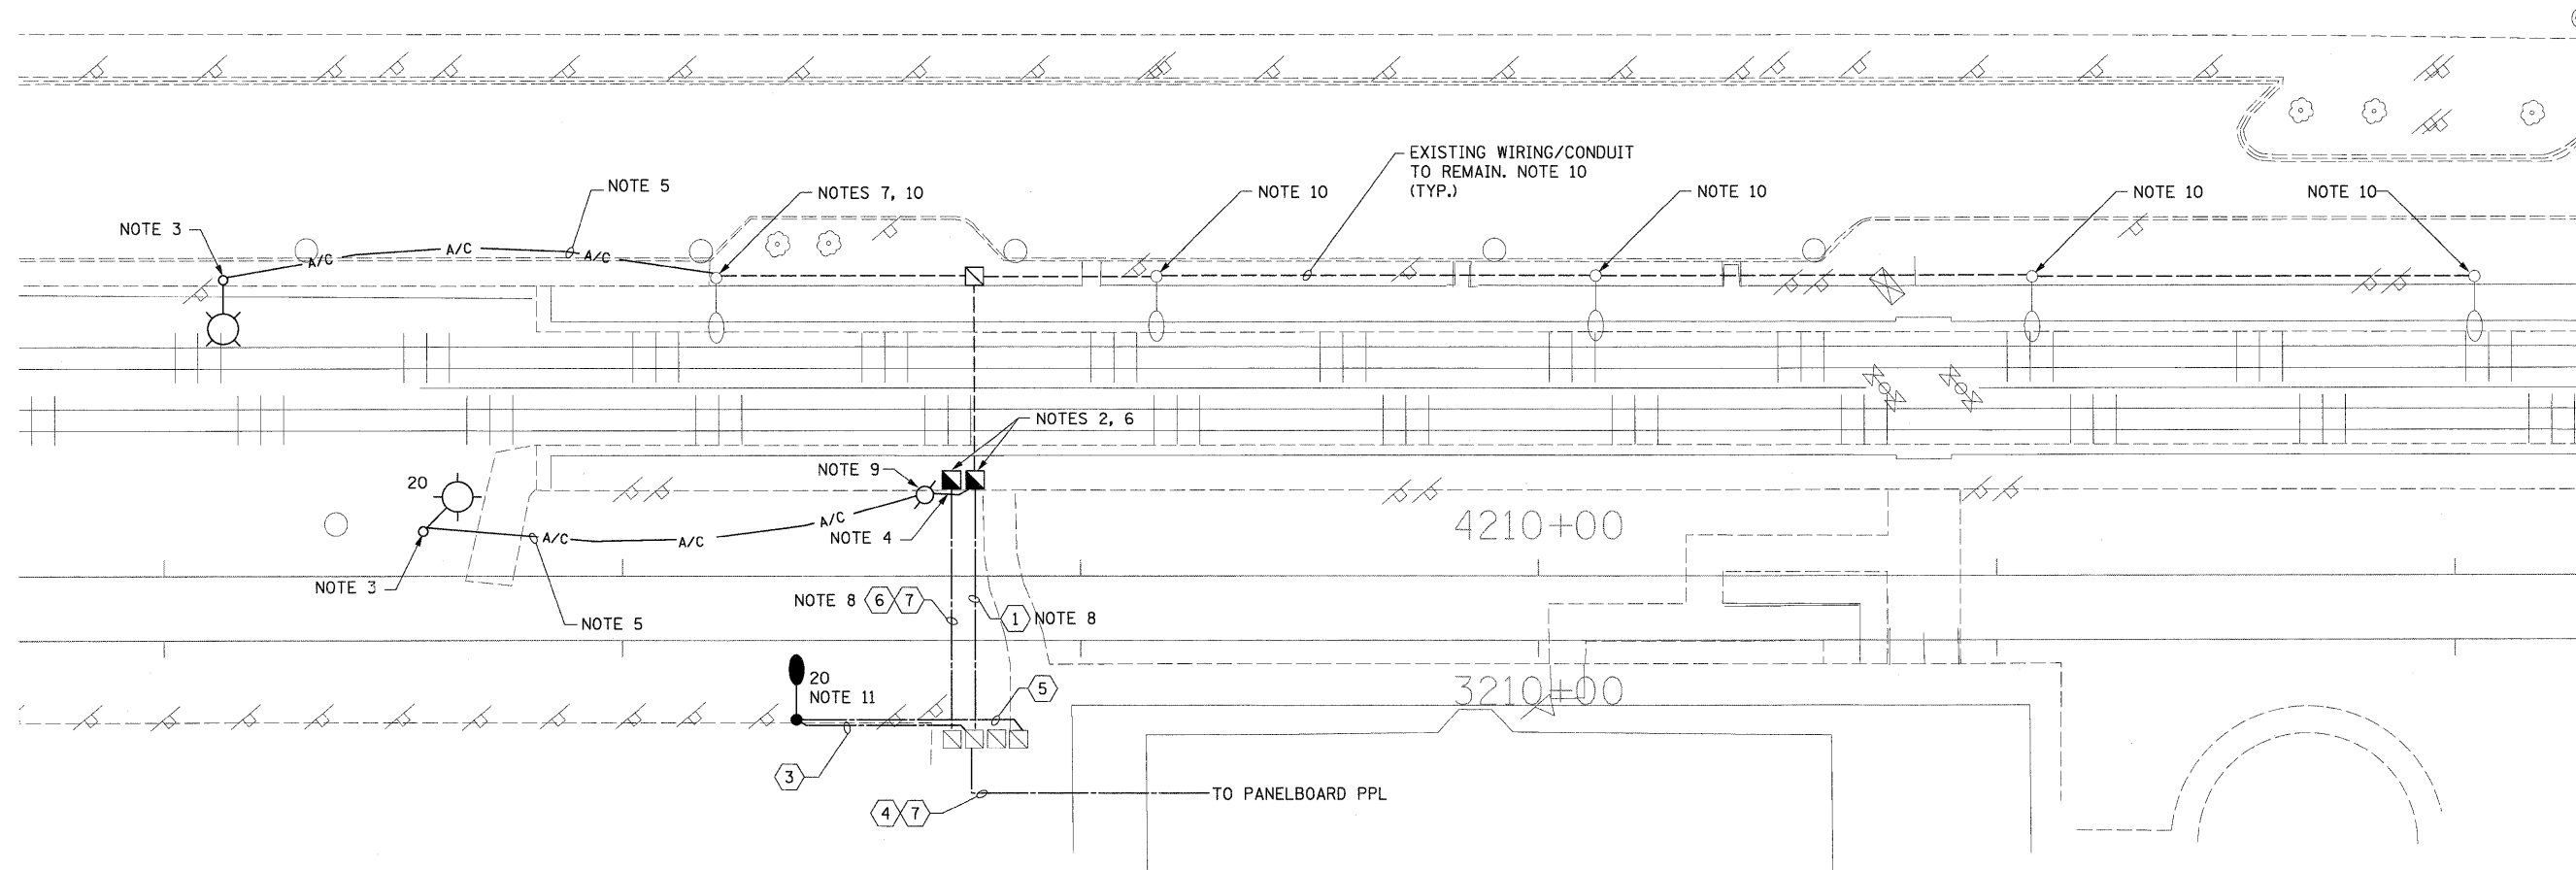 EXISTING WIRING/CONDUIT
TO REMAIN. NOTE 10
(TYP.)
NOTE 5
NOTES 7, 10
NOTE 10
NOTE 10
NOTE 10
NOTE 10
NOTE 3
A/C
A/C
A/C
NOTES 2, 6
NOTE 9
20
A/C
A/C
A/C
NOTE 4
4210+00
NOTE 3
NOTE 8 6 7
1 NOTE 8
NOTE 5
20
NOTE 11
5
3210+00
3
4 7
TO PANELBOARD PPL